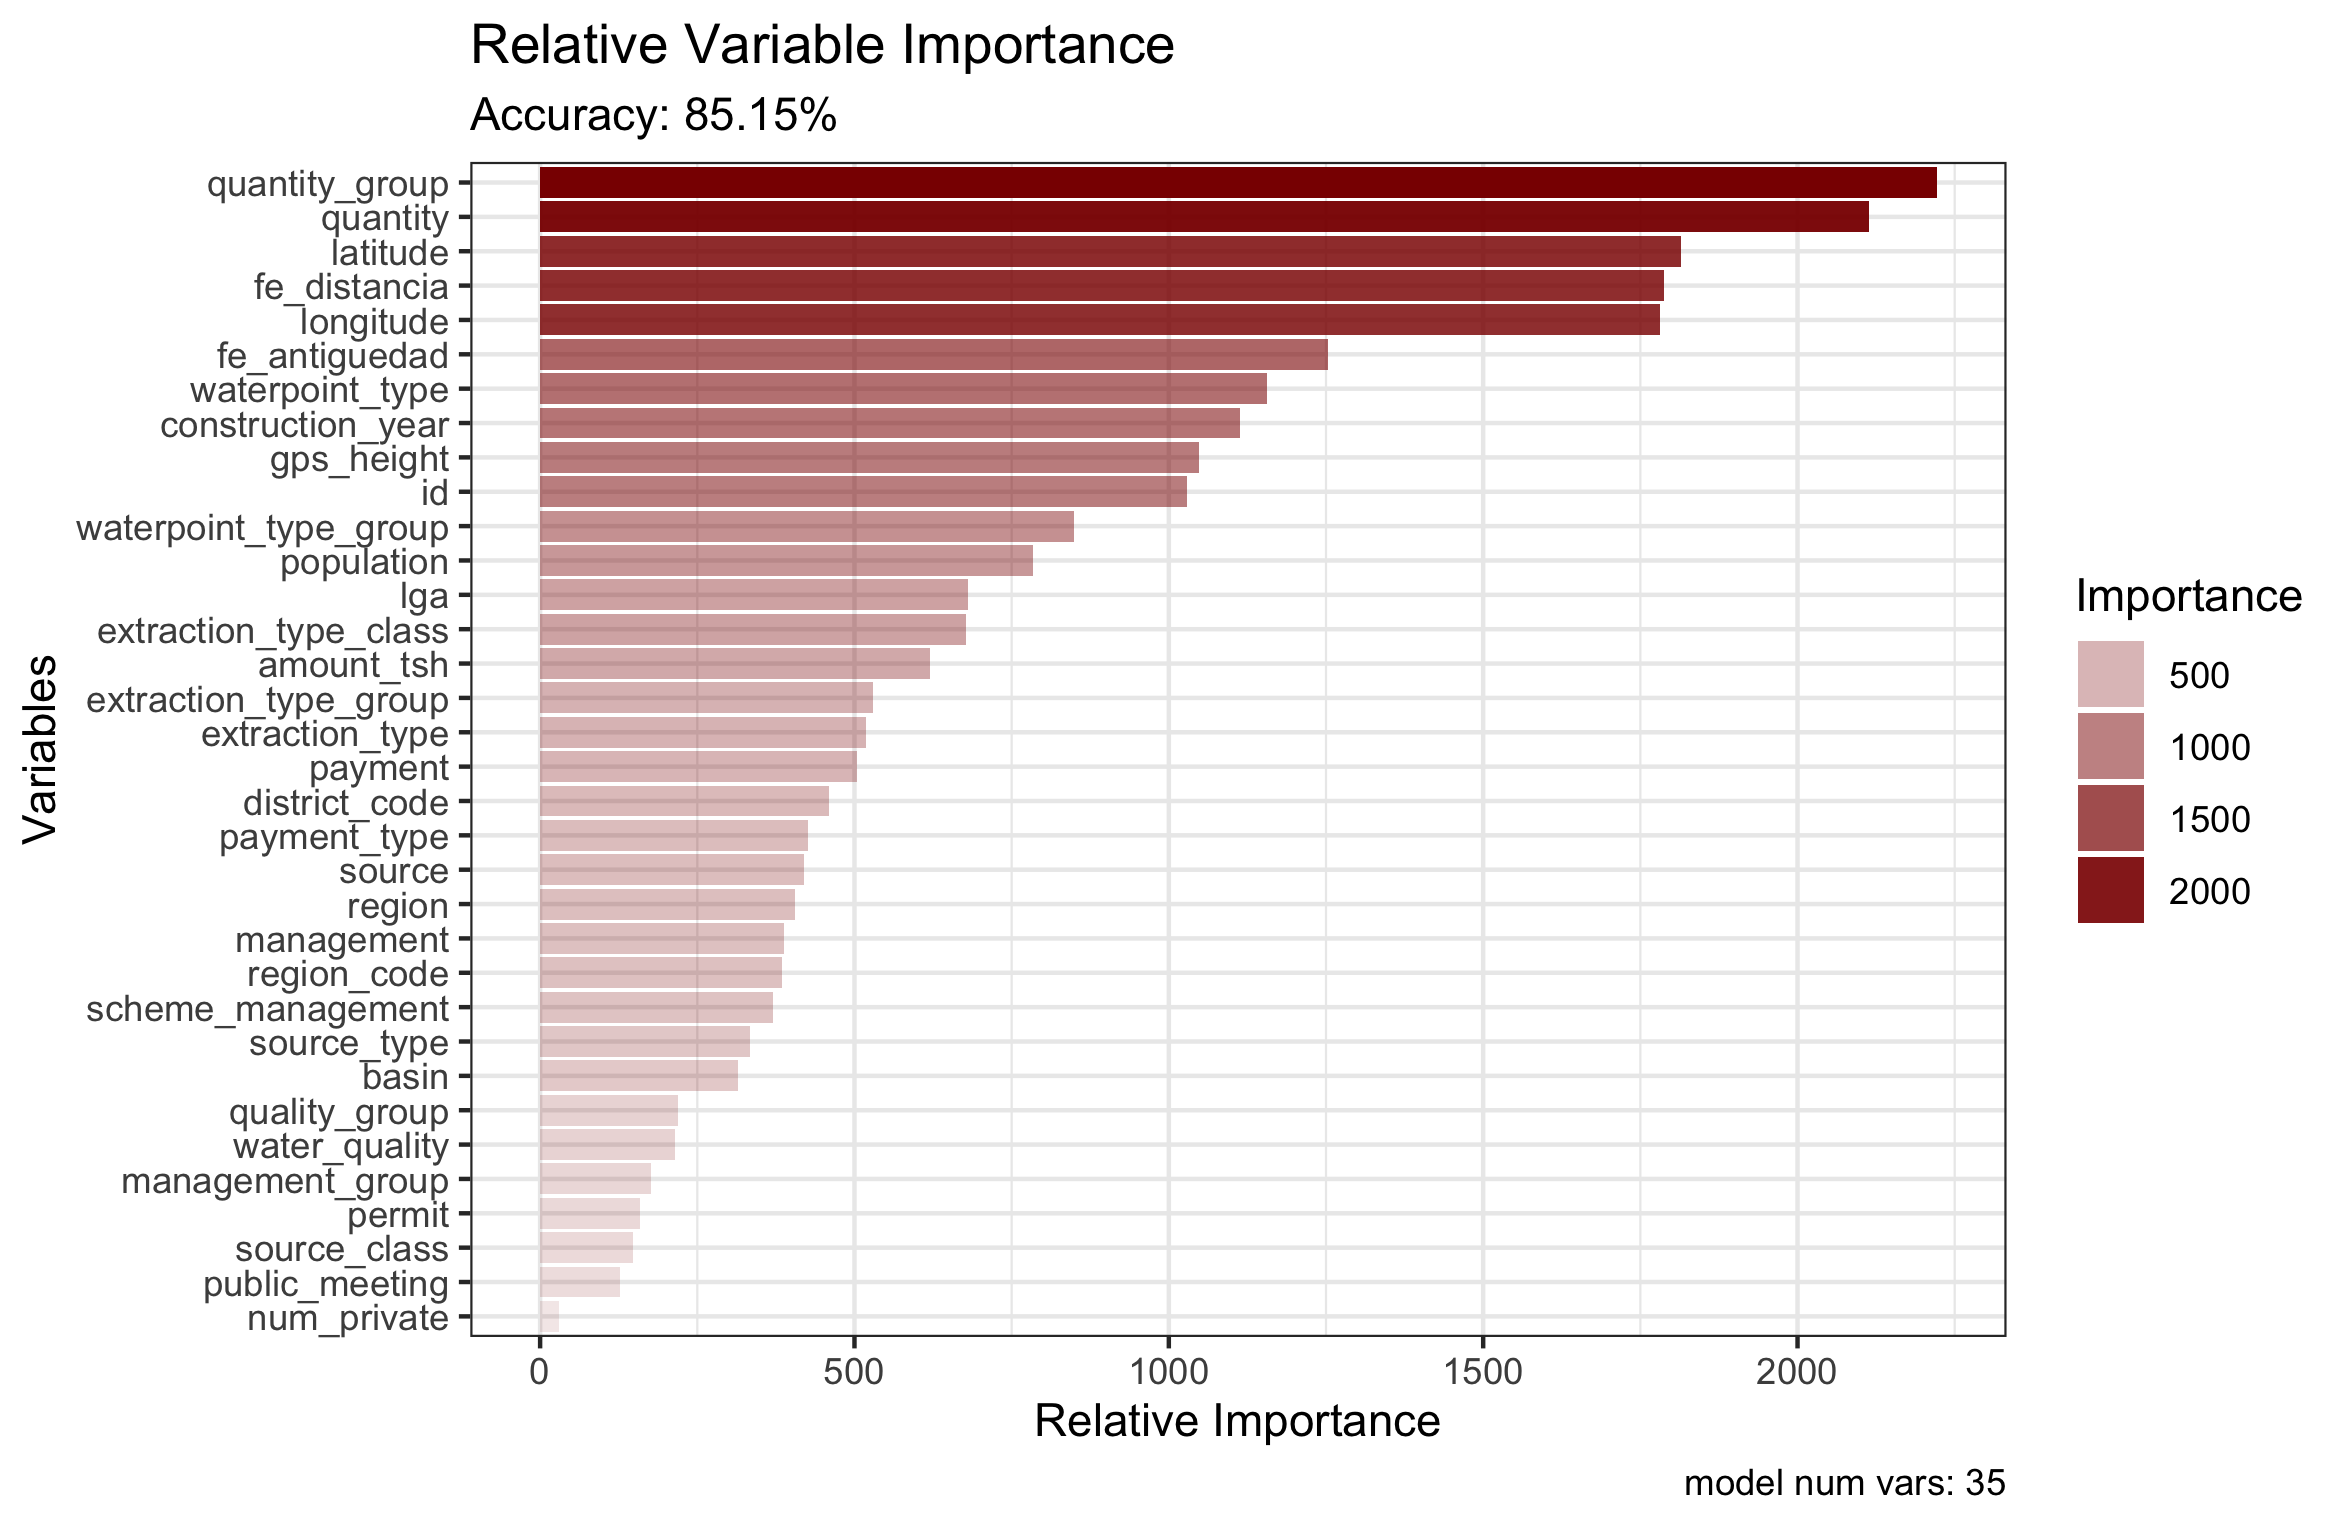 Relative Variable Importance
Accuracy: 85.15%
quantity_group
quantity
latitude
fe_distancia
longitude
fe_antiguedad
waterpoint_type
construction_year
gps_height
id
waterpoint_type_group
population
lga
extraction_type_class
amount_tsh
extraction_type_group
extraction_type
payment
district_code
payment_type
source
region
management
region_code
scheme_management
source_type
basin
quality_group
water_quality
management_group
permit
source_class
public_meeting
num_private
Variables
0 500 1000 1500 2000
Relative Importance
Importance
500
1000
1500
2000
model num vars: 35